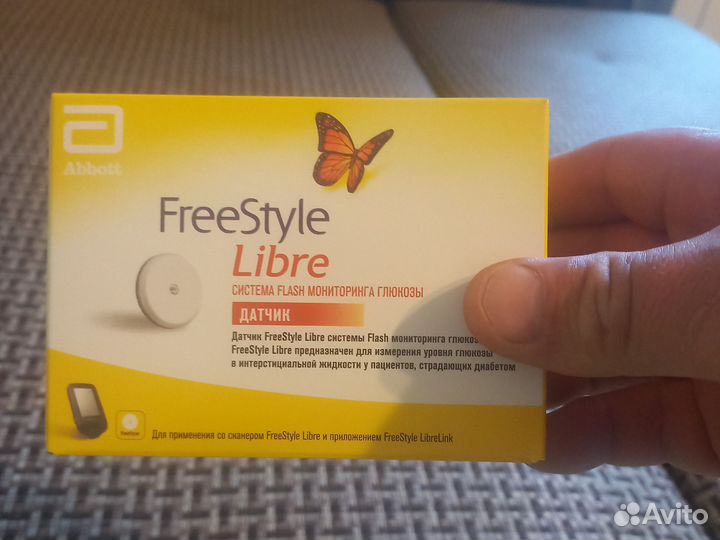 Abbott
FreeStyle
Libre
СИСТЕМА FLASH МОНИТОРИНГА ГЛЮКОЗЫ
ДАТЧИК
Датчик FreeStyle Libre системы Flash мониторинга глюкоз
FreeStyle Libre предназначен для измерения уровня глюкозы
в интерстициальной жидкости у пациентов, страдающих диабетом
Для применения со сканером FreeStyle Libre и приложением FreeStyle LibreLink
Avito